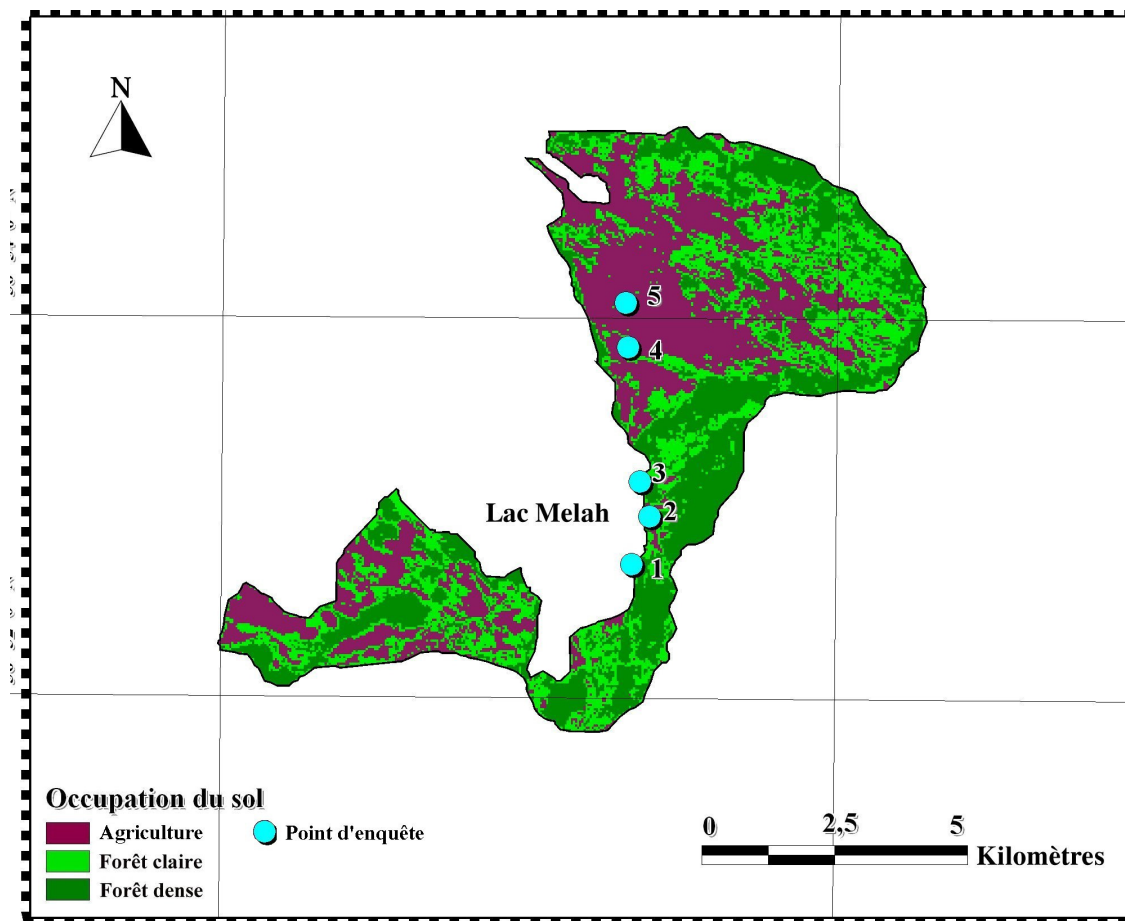 N
5
4
3
Lac Melah
2
1
Occupation du sol
Agriculture
Point d'enquête
Forêt claire
Forêt dense
0 2,5 5
Kilomètres